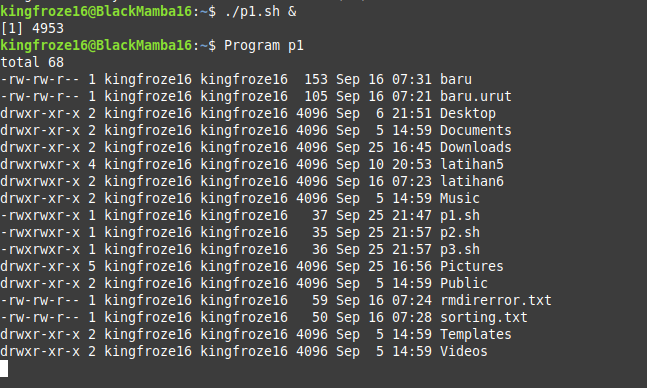 kingfroze16@BlackMamba16:~$ ./p1.sh &
[1] 4953
kingfroze16@BlackMamba16:~$ Program p1
total 68
-rw-rw-r-- 1 kingfroze16 kingfroze16  153 Sep 16 07:31 baru
-rw-rw-r-- 1 kingfroze16 kingfroze16  105 Sep 16 07:21 baru.urut
drwxr-xr-x 2 kingfroze16 kingfroze16 4096 Sep  6 21:51 Desktop
drwxr-xr-x 2 kingfroze16 kingfroze16 4096 Sep  5 14:59 Documents
drwxr-xr-x 2 kingfroze16 kingfroze16 4096 Sep 25 16:45 Downloads
drwxrwxr-x 4 kingfroze16 kingfroze16 4096 Sep 10 20:53 latihan5
drwxrwxr-x 2 kingfroze16 kingfroze16 4096 Sep 16 07:23 latihan6
drwxr-xr-x 2 kingfroze16 kingfroze16 4096 Sep  5 14:59 Music
-rwxrwxr-x 1 kingfroze16 kingfroze16   37 Sep 25 21:47 p1.sh
-rwxrwxr-x 1 kingfroze16 kingfroze16   35 Sep 25 21:57 p2.sh
-rwxrwxr-x 1 kingfroze16 kingfroze16   36 Sep 25 21:57 p3.sh
drwxr-xr-x 5 kingfroze16 kingfroze16 4096 Sep 25 16:56 Pictures
drwxr-xr-x 2 kingfroze16 kingfroze16 4096 Sep  5 14:59 Public
-rw-rw-r-- 1 kingfroze16 kingfroze16   59 Sep 16 07:24 rmdirerror.txt
-rw-rw-r-- 1 kingfroze16 kingfroze16   50 Sep 16 07:28 sorting.txt
drwxr-xr-x 2 kingfroze16 kingfroze16 4096 Sep  5 14:59 Templates
drwxr-xr-x 2 kingfroze16 kingfroze16 4096 Sep  5 14:59 Videos